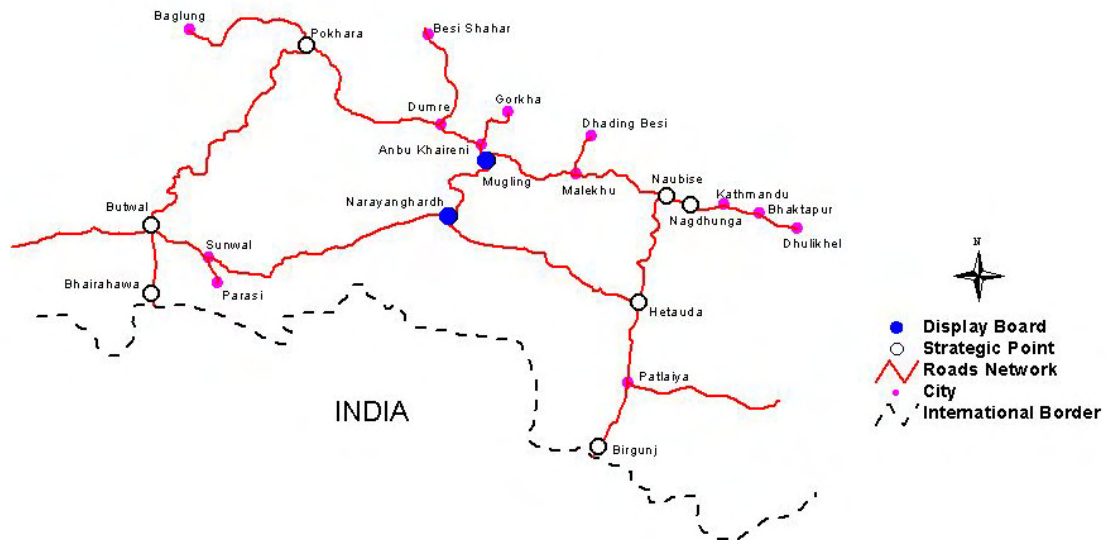 Baglung
Pokhara
Besi Shahar
Dumre
Gorkha
Anbu Khaireni
Dhading Besi
Mugling
Malekhu
Naubise
Kathmandu
Nagdhunga
Bhaktapur
Dhulikhel
Narayanghardh
Butwal
Sunwal
Bhairahawa
Parasi
Hetauda
Patlaiya
Birgunj
INDIA
N
Display Board
Strategic Point
Roads Network
City
International Border